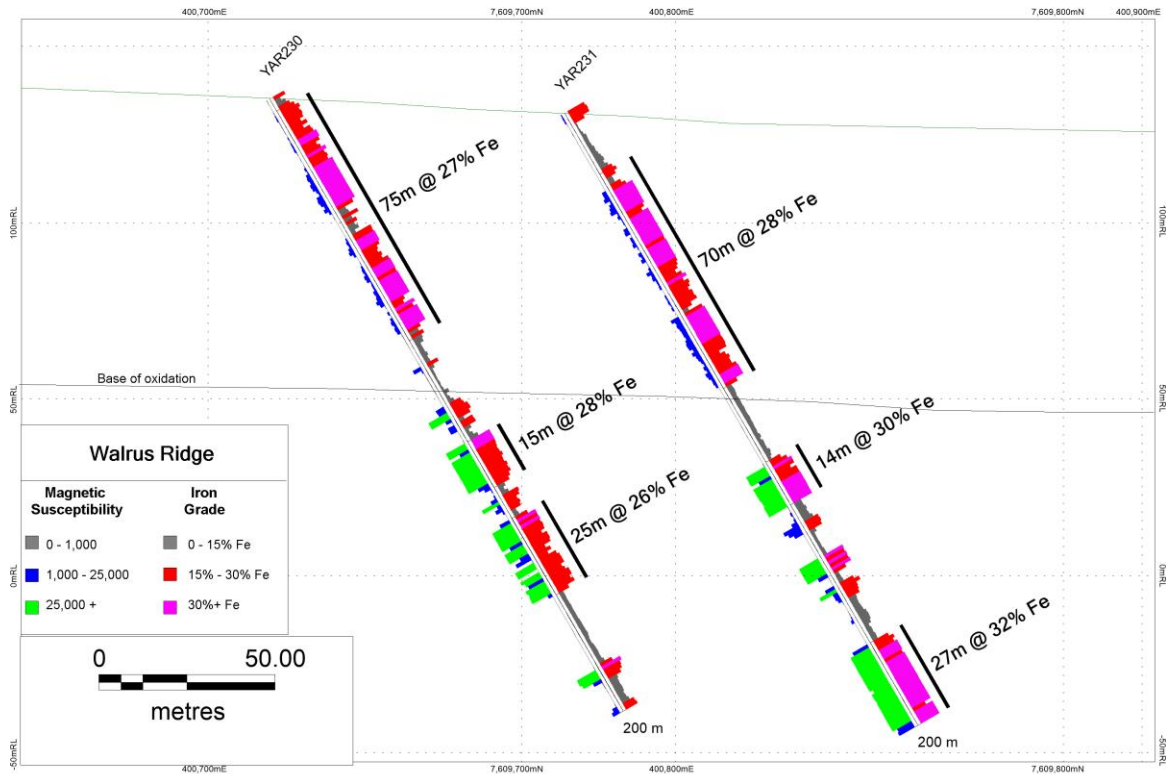 400,700mE
7,609,700mN
400,800mE
7,609,800mN
400,900mE
YAR230
YAR231
75m @ 27% Fe
70m @ 28% Fe
100mRL
100mRL
Base of oxidation
50mRL
50mRL
15m @ 28% Fe
14m @ 30% Fe
25m @ 26% Fe
27m @ 32% Fe
Walrus Ridge
Magnetic
Susceptibility
Iron
Grade
0 - 1,000
0 - 15% Fe
1,000 - 25,000
15% - 30% Fe
25,000 +
30%+ Fe
0mRL
0mRL
0
50.00
metres
200 m
200 m
-50mRL
-50mRL
400,700mE
7,609,700mN
400,800mE
7,609,800mN
400,900mE